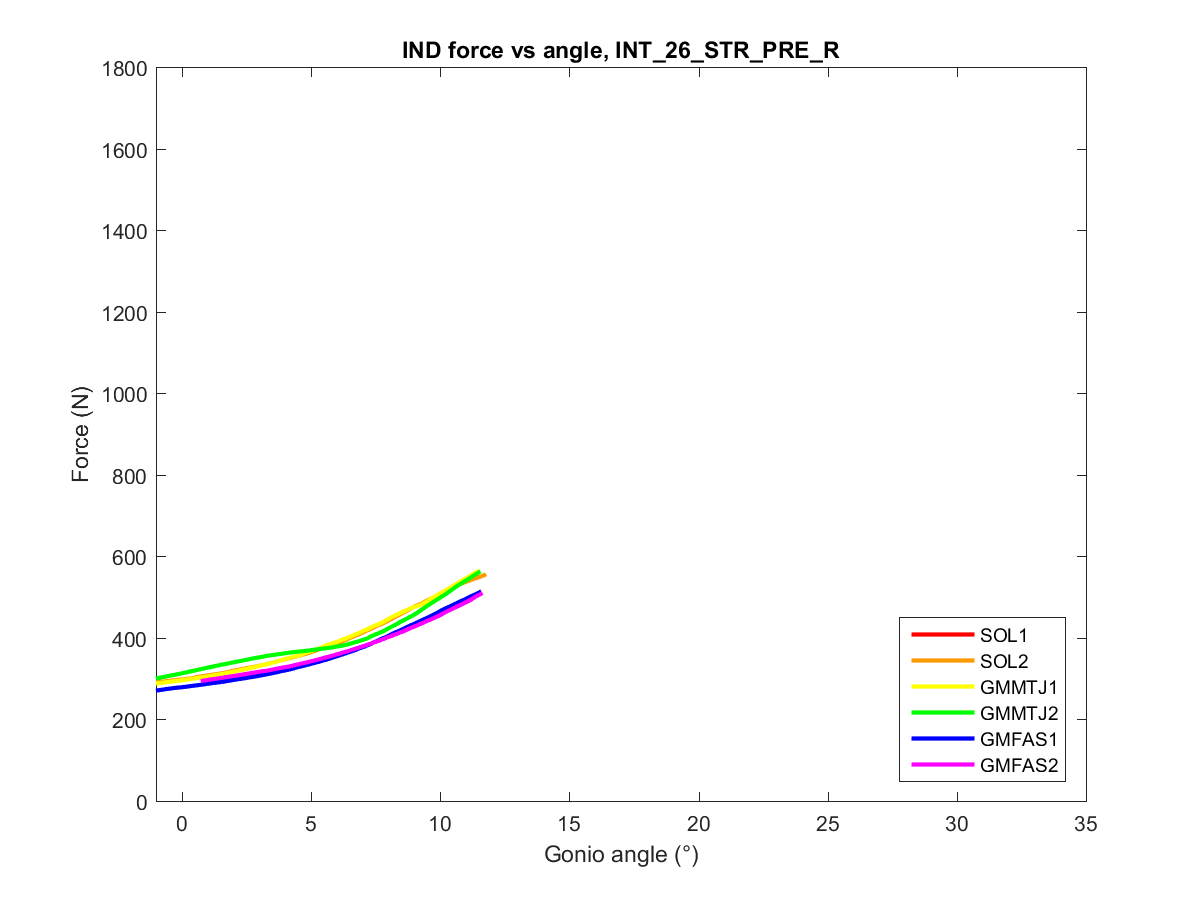 IND force vs angle, INT_26_STR_PRE_R
1800
1600
1400
1200
1000
800
600
400
200
0
Force (N)
0 5 10 15 20 25 30 35
Gonio angle (°)
SOL1
SOL2
GMMTJ1
GMMTJ2
GMFAS1
GMFAS2